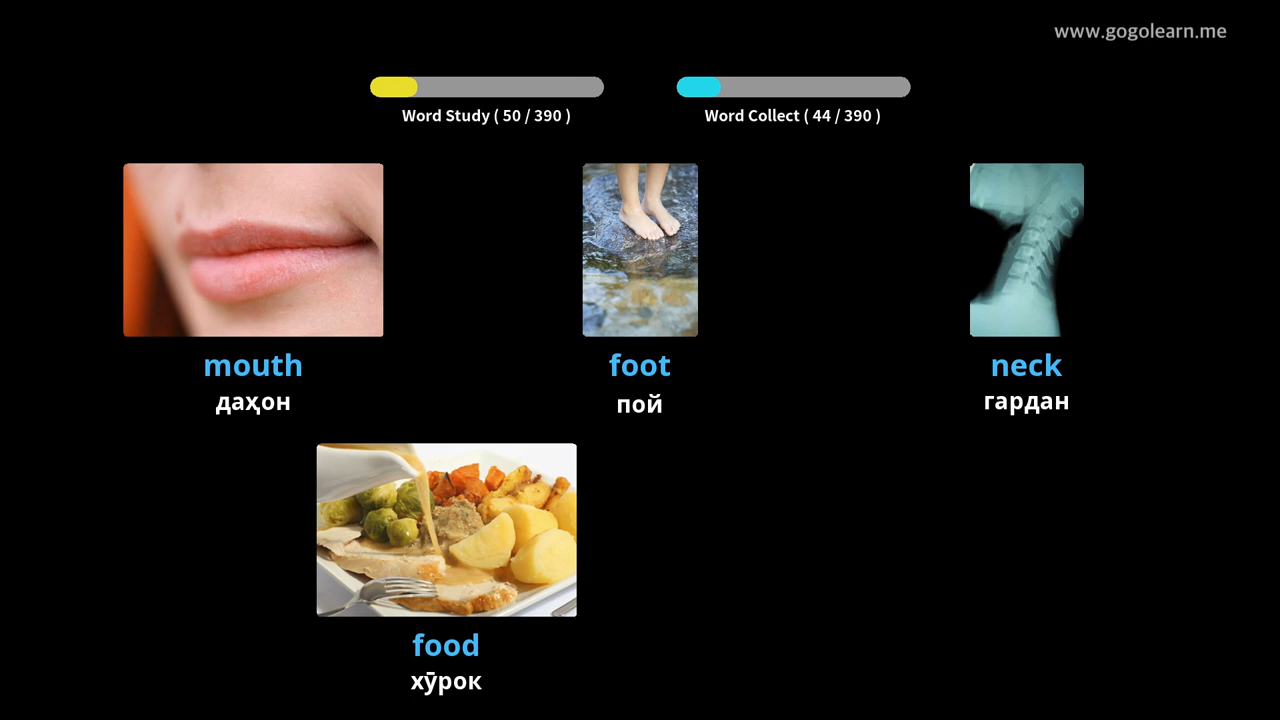 www.gogolearn.me
Word Study ( 50 / 390 )
Word Collect ( 44 / 390 )
mouth
даҳон
foot
пой
neck
гардан
food
хӯрок